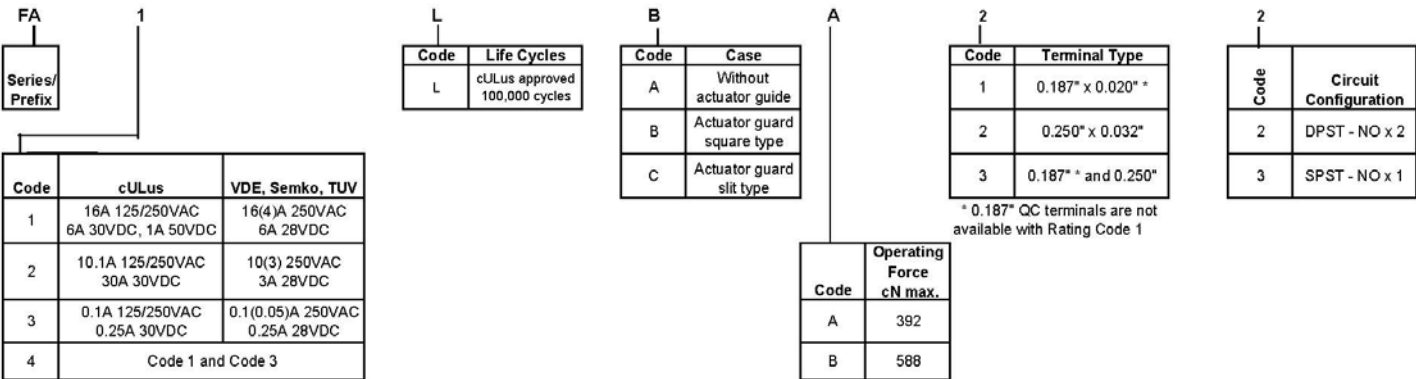 FA 1 L B A 2 2
Series/
Prefix
Code Life Cycles
L cULus approved
100,000 cycles
Code Case
A Without
actuator guide
B Actuator guard
square type
C Actuator guard
slit type
Code Terminal Type
1 0.187" x 0.020" *
2 0.250" x 0.032"
3 0.187" * and 0.250"
* 0.187" QC terminals are not
available with Rating Code 1
Code Circuit
Configuration
2 DPST - NO x 2
3 SPST - NO x 1
Code cULus VDE, Semko, TUV
1 16A 125/250VAC 16(4)A 250VAC
6A 30VDC, 1A 50VDC 6A 28VDC
2 10.1A 125/250VAC 10(3) 250VAC
30A 30VDC 3A 28VDC
3 0.1A 125/250VAC 0.1(0.05)A 250VAC
0.25A 30VDC 0.25A 28VDC
4 Code 1 and Code 3
Operating
Force
Code cN max.
A 392
B 588